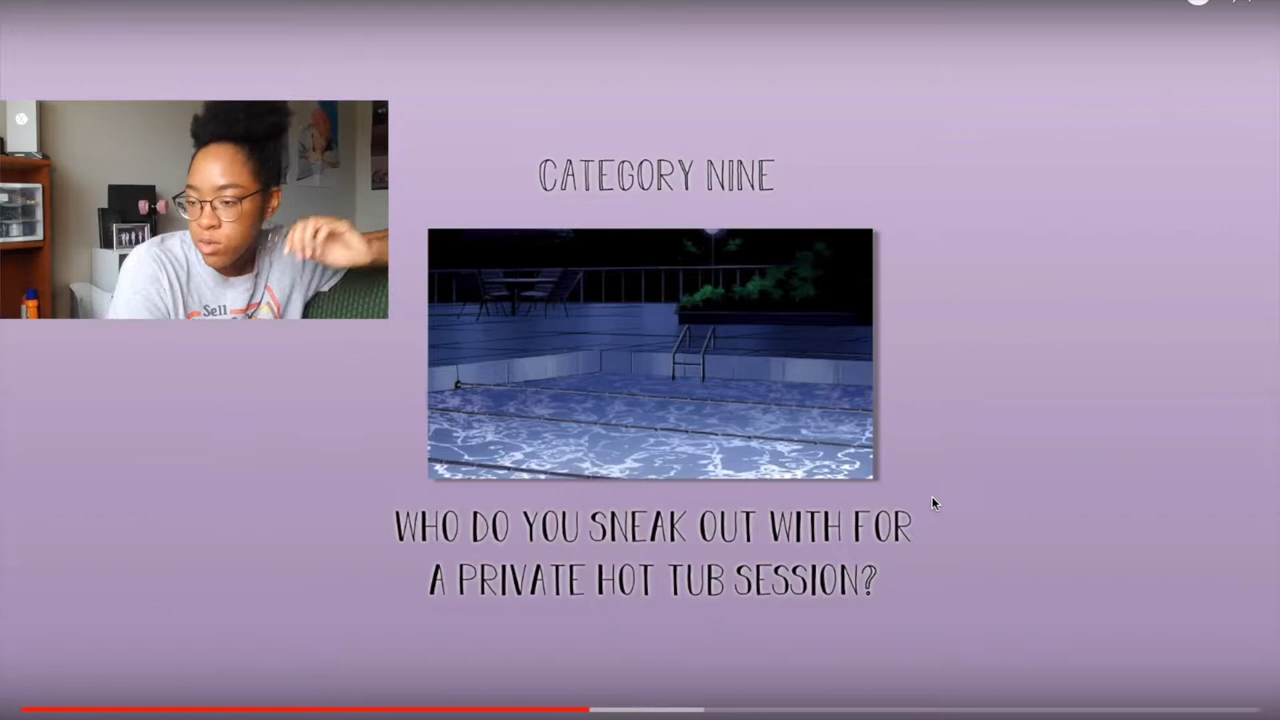 CATEGORY NINE
Sell
WHO DO YOU SNEAK OUT WITH FOR
A PRIVATE HOT TUB SESSION?